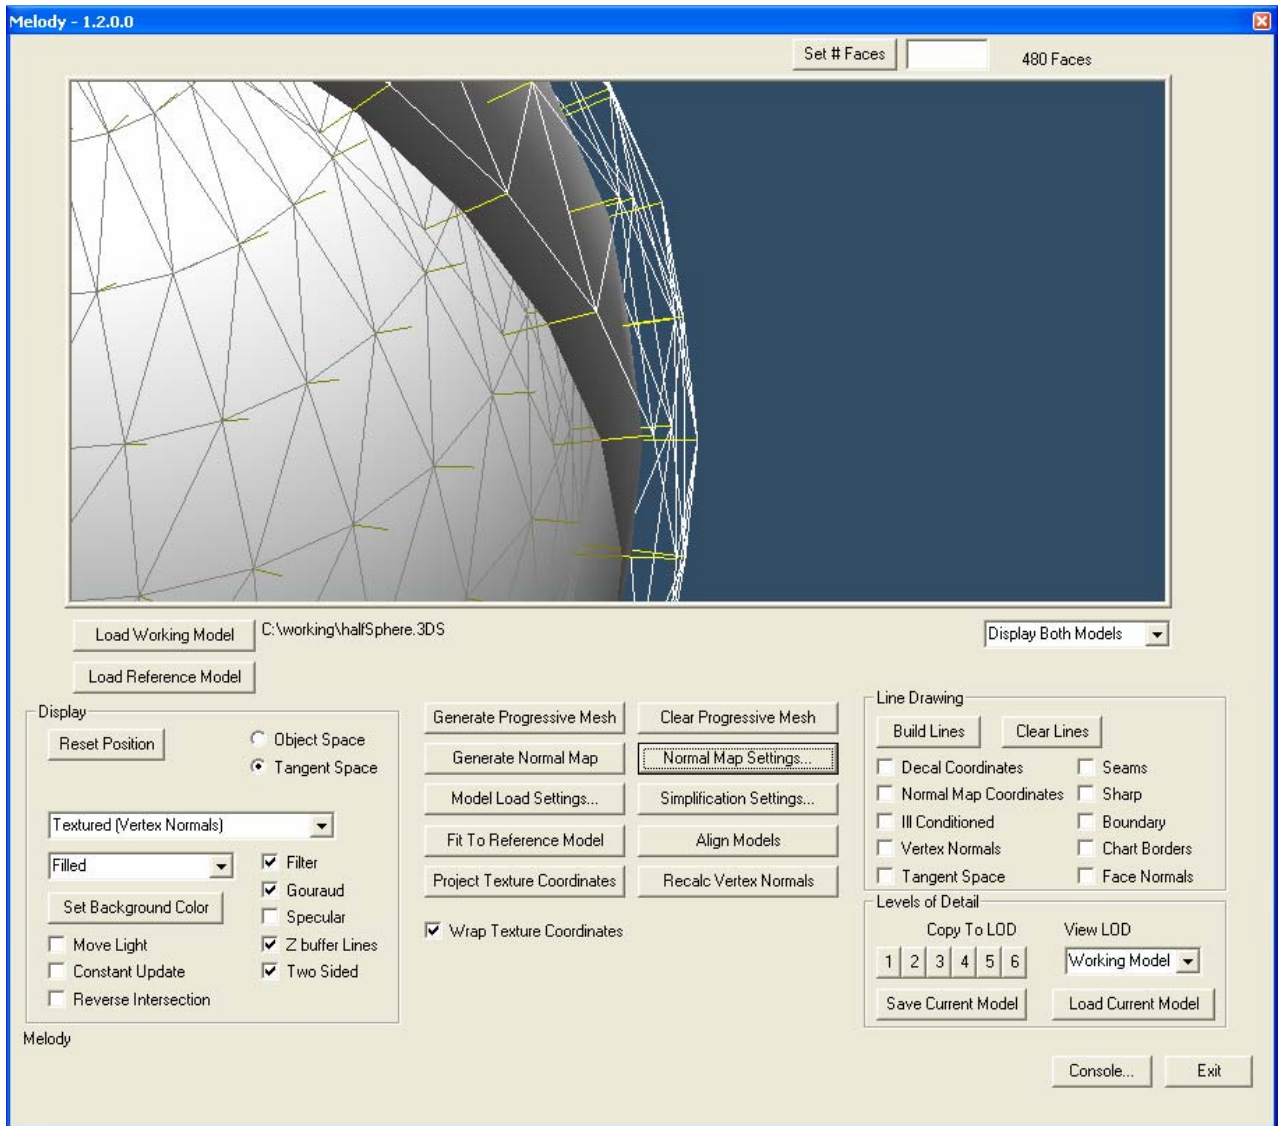 Melody - 1.2.0.0
Set # Faces 480 Faces
Load Working Model C:\working\halfSphere.3DS Display Both Models
Load Reference Model
Display
Reset Position
Object Space
Tangent Space
Textured (Vertex Normals)
Filled
Filter
Gouraud
Set Background Color
Specular
Move Light
Z buffer Lines
Constant Update
Two Sided
Reverse Intersection
Generate Progressive Mesh Clear Progressive Mesh
Generate Normal Map Normal Map Settings...
Model Load Settings... Simplification Settings...
Fit To Reference Model Align Models
Project Texture Coordinates Recalc Vertex Normals
Wrap Texture Coordinates
Line Drawing
Build Lines Clear Lines
Decal Coordinates Seams
Normal Map Coordinates Sharp
Ill Conditioned Boundary
Vertex Normals Chart Borders
Tangent Space Face Normals
Levels of Detail
Copy To LOD View LOD
1 2 3 4 5 6 Working Model
Save Current Model Load Current Model
Melody
Console... Exit